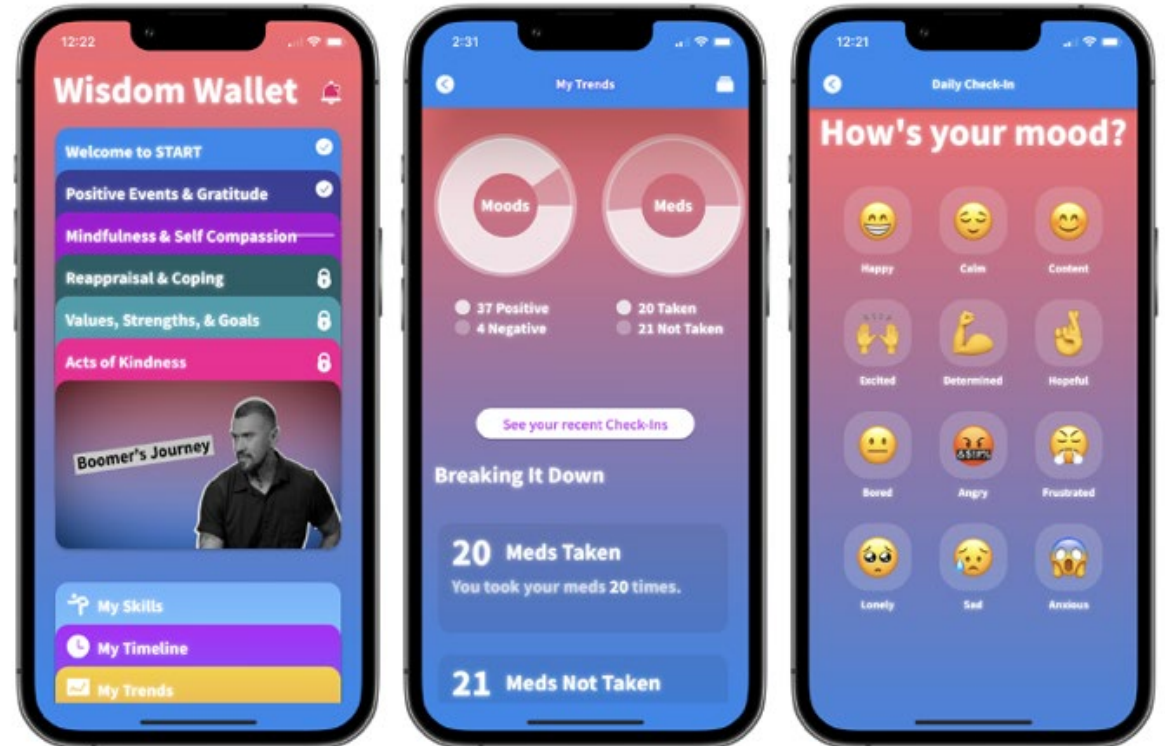 12:22
Wisdom Wallet
Welcome to START
Positive Events & Gratitude
Mindfulness & Self Compassion
Reappraisal & Coping
Values, Strengths, & Goals
Acts of Kindness
Boomer's Journey
My Skills
My Timeline
My Trends
2:31
My Trends
Moods
Meds
37 Positive
4 Negative
20 Taken
21 Not Taken
See your recent Check-Ins
Breaking It Down
20 Meds Taken
You took your meds 20 times.
21 Meds Not Taken
12:21
Daily Check-In
How's your mood?
Happy Calm Content
Excited Determined Hopeful
&$!#%
Bored Angry Frustrated
Lonely Sad Anxious